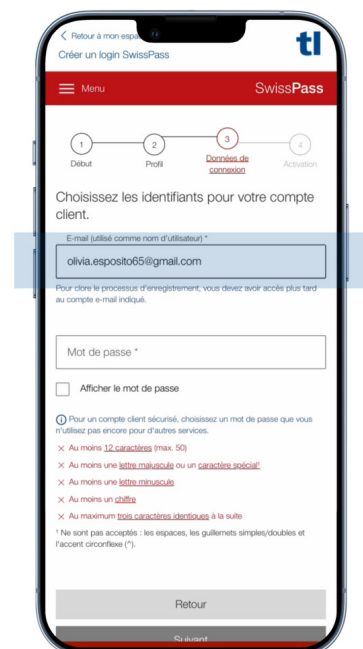 Retour à mon espa
tl
Créer un login SwissPass
Menu
SwissPass
1
2
3
4
Début
Profil
Données de
connexion
Activation
Choisissez les identifiants pour votre compte
client.
E-mail (utilisé comme nom d'utilisateur) *
olivia.esposito65@gmail.com
Pour clore le processus d'enregistrement, vous devez avoir accès plus tard
au compte e-mail indiqué.
Mot de passe *
Afficher le mot de passe
Pour un compte client sécurisé, choisissez un mot de passe que vous
n'utilisez pas encore pour d'autres services.
Au moins 12 caractères (max. 50)
Au moins une lettre majuscule ou un caractère spécial¹
Au moins une lettre minuscule
Au moins un chiffre
Au maximum trois caractères identiques à la suite
¹ Ne sont pas acceptés : les espaces, les guillemets simples/doubles et
l'accent circonflexe (^).
Retour
Suivant